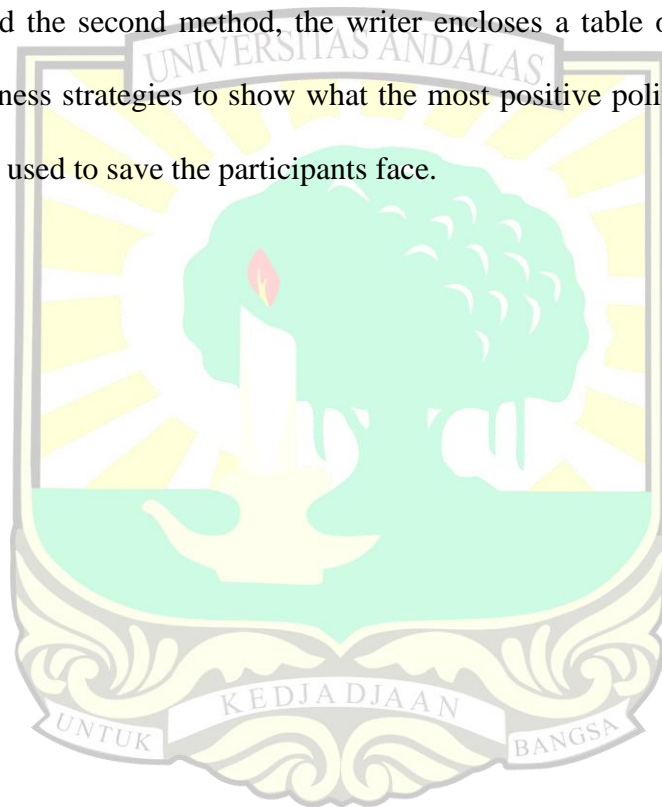 d the second method, the writer encloses a table o
UNIVERSITAS ANDALAS
ness strategies to show what the most positive poli
used to save the participants face.
UNTUK KEDJADJAAN BANGSA